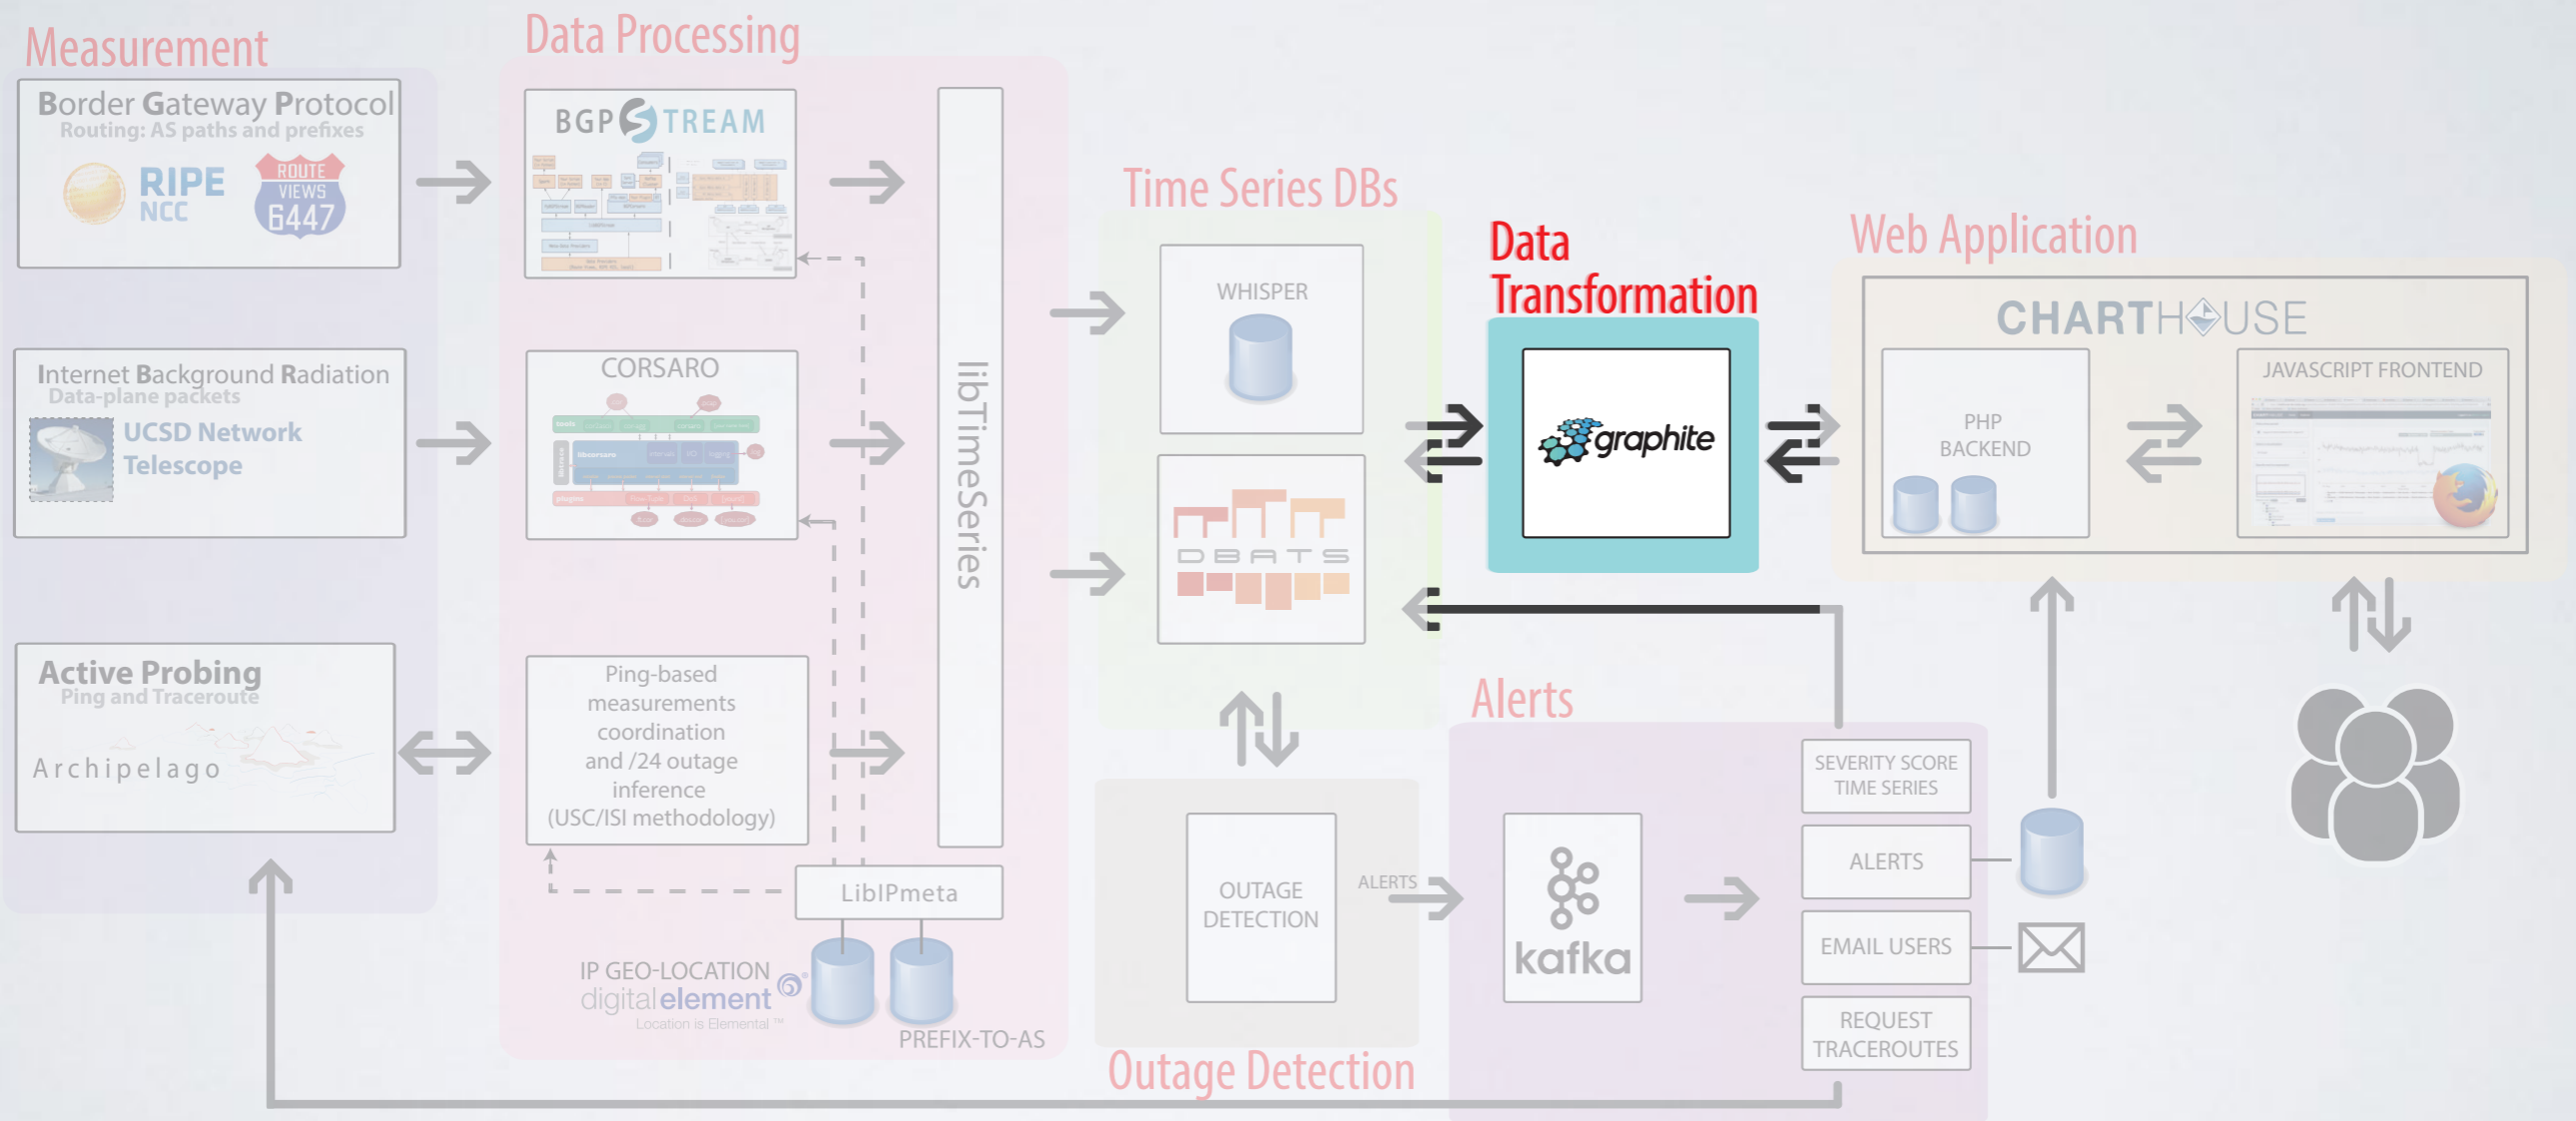 Measurement
Border Gateway Protocol
Routing: AS paths and prefixes
RIPE
NCC
ROUTE
VIEWS
6447
Internet Background Radiation
Data-plane packets
UCSD Network
Telescope
Active Probing
Ping and Traceroute
Archipelago
Data Processing
BGPSTREAM
CORSARO
libcorsaro
Ping-based
measurements
coordination
and /24 outage
inference
(USC/ISI methodology)
libTimeSeries
LibIPmeta
IP GEO-LOCATION
digitalelement
Location is Elemental ™
PREFIX-TO-AS
Time Series DBs
WHISPER
DBATS
Data
Transformation
graphite
Web Application
CHARTHOUSE
PHP
BACKEND
JAVASCRIPT FRONTEND
Outage Detection
OUTAGE
DETECTION
ALERTS
Alerts
kafka
SEVERITY SCORE
TIME SERIES
ALERTS
EMAIL USERS
REQUEST
TRACEROUTES